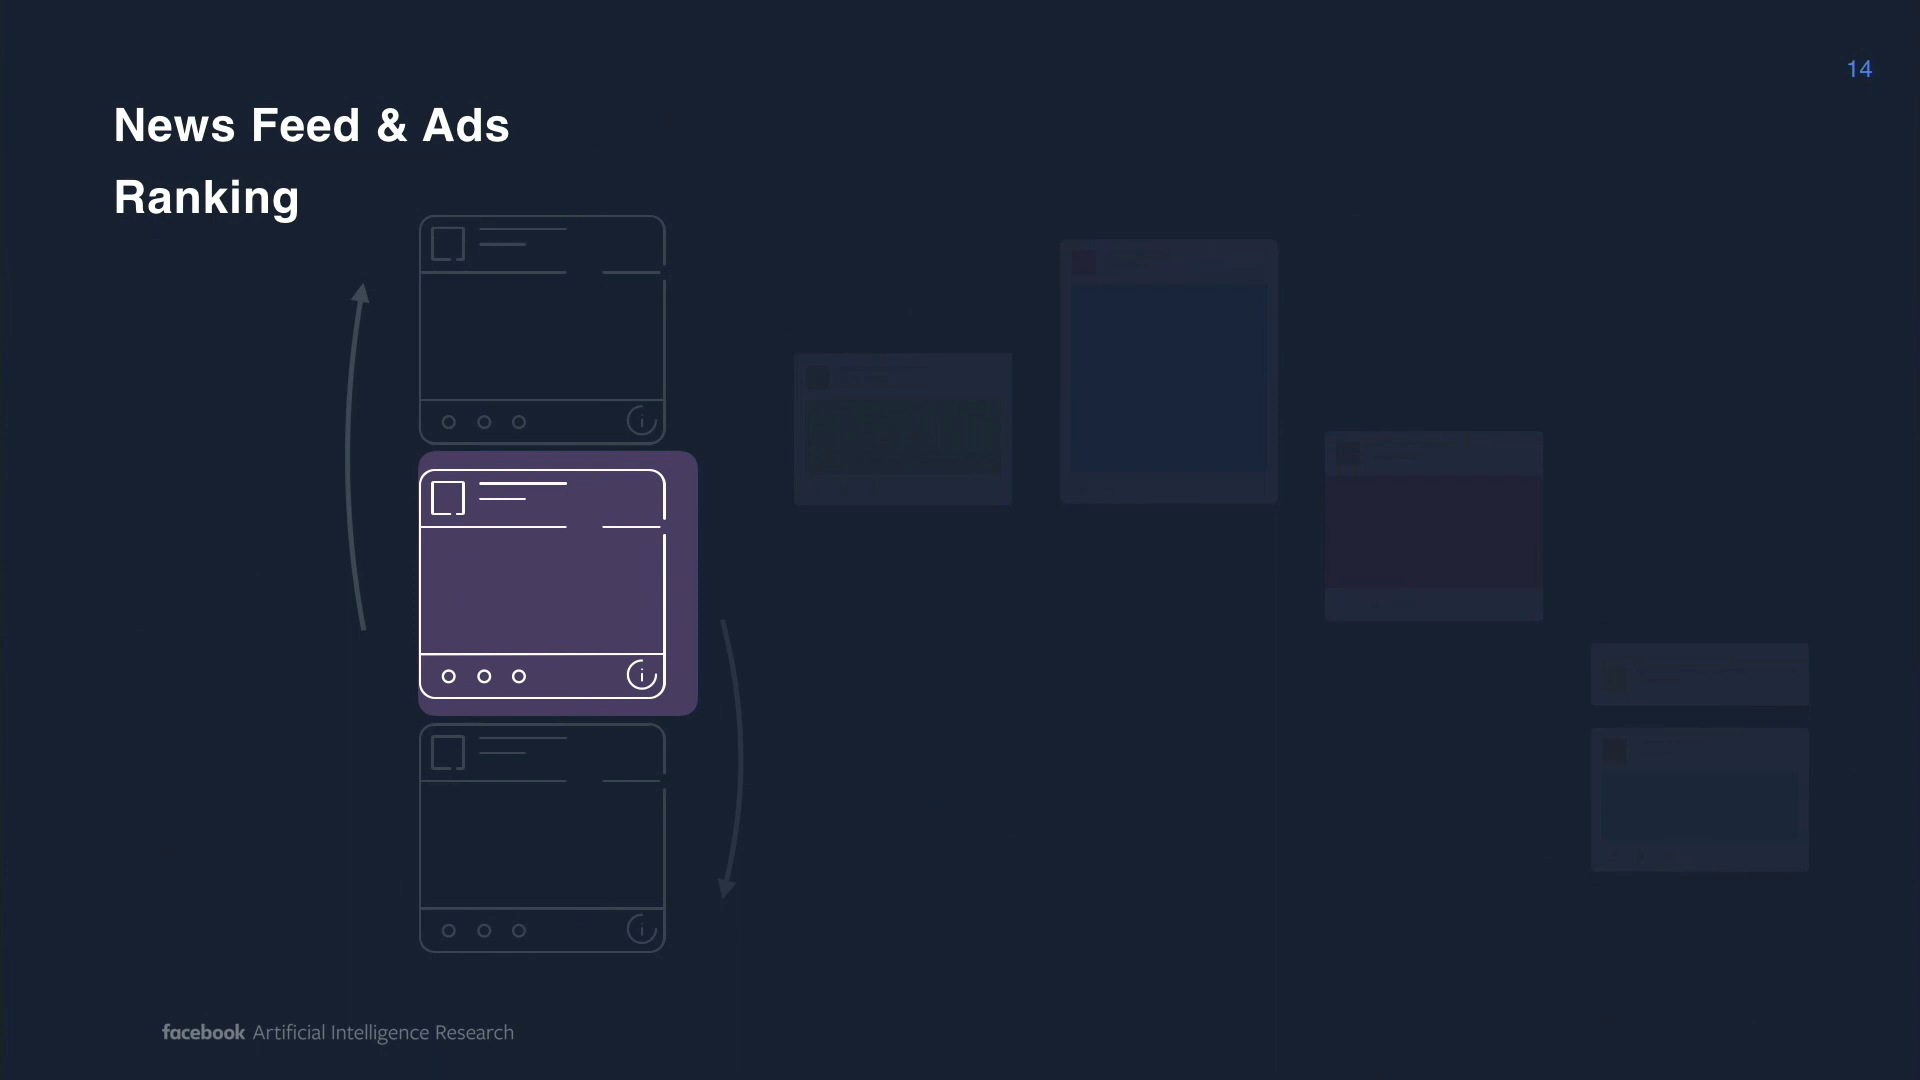 14
News Feed & Ads
Ranking
i
i
i
facebook Artificial Intelligence Research